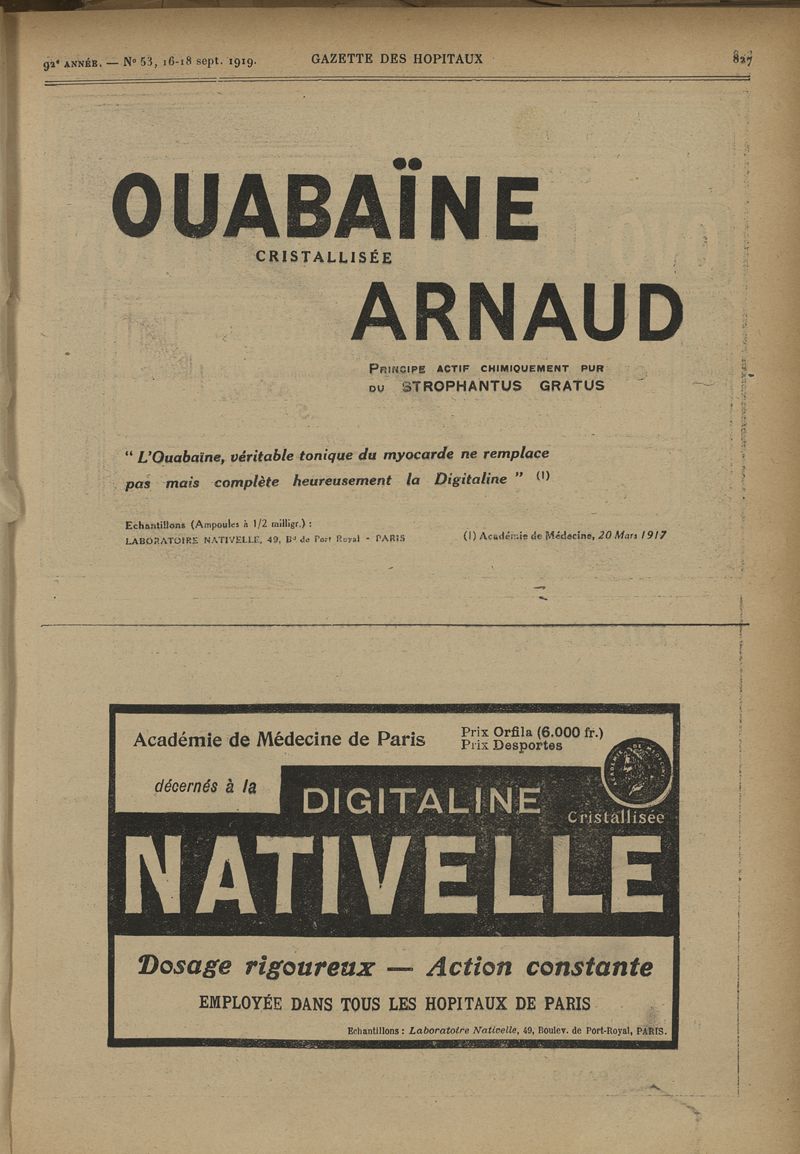 92e ANNÉE. — No 53, 16-18 sept. 1919. GAZETTE DES HOPITAUX 827
OUABAÏNE
CRISTALLISÉE
ARNAUD
PRINCIPE ACTIF CHIMIQUEMENT PUR
DU STROPHANTUS GRATUS
“ L'Ouabaïne, véritable tonique du myocarde ne remplace
pas mais complète heureusement la Digitaline ” (1)
Echantillons (Ampoules à 1/2 milligr.) :
LABORATOIRE NATIVELLE, 49, Bd de Port Royal - PARIS
(1) Académie de Médecine, 20 Mars 1917
Académie de Médecine de Paris
Prix Orfila (6.000 fr.)
Prix Desportes
décernés à la
DIGITALINE
Cristallisée
NATIVELLE
Dosage rigoureux — Action constante
EMPLOYÉE DANS TOUS LES HOPITAUX DE PARIS
Echantillons : Laboratoire Nativelle, 49, Boulev. de Port-Royal, PARIS.